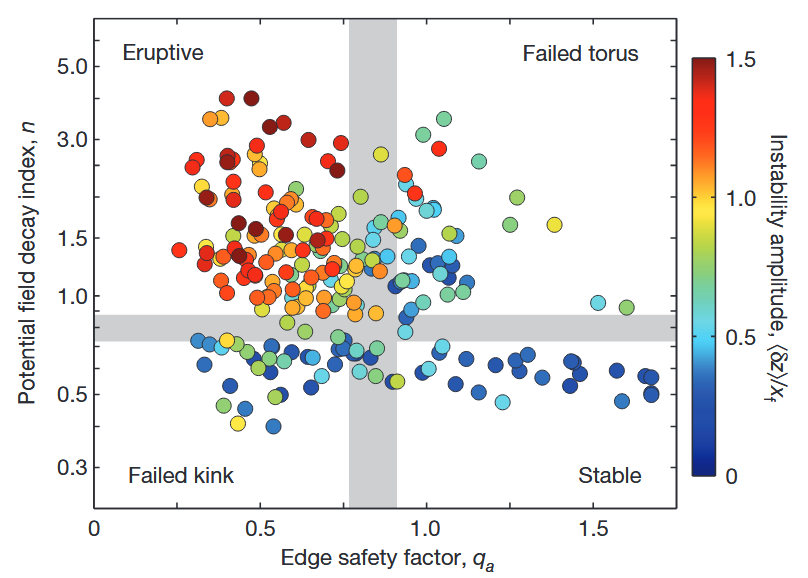 Eruptive
Failed torus
Failed kink
Stable
Potential field decay index, n
5.0
3.0
1.5
1.0
0.5
0.3
0
0.5
1.0
1.5
Edge safety factor, qₐ
1.5
1.0
0.5
0
Instability amplitude, ⟨δz⟩/x_f